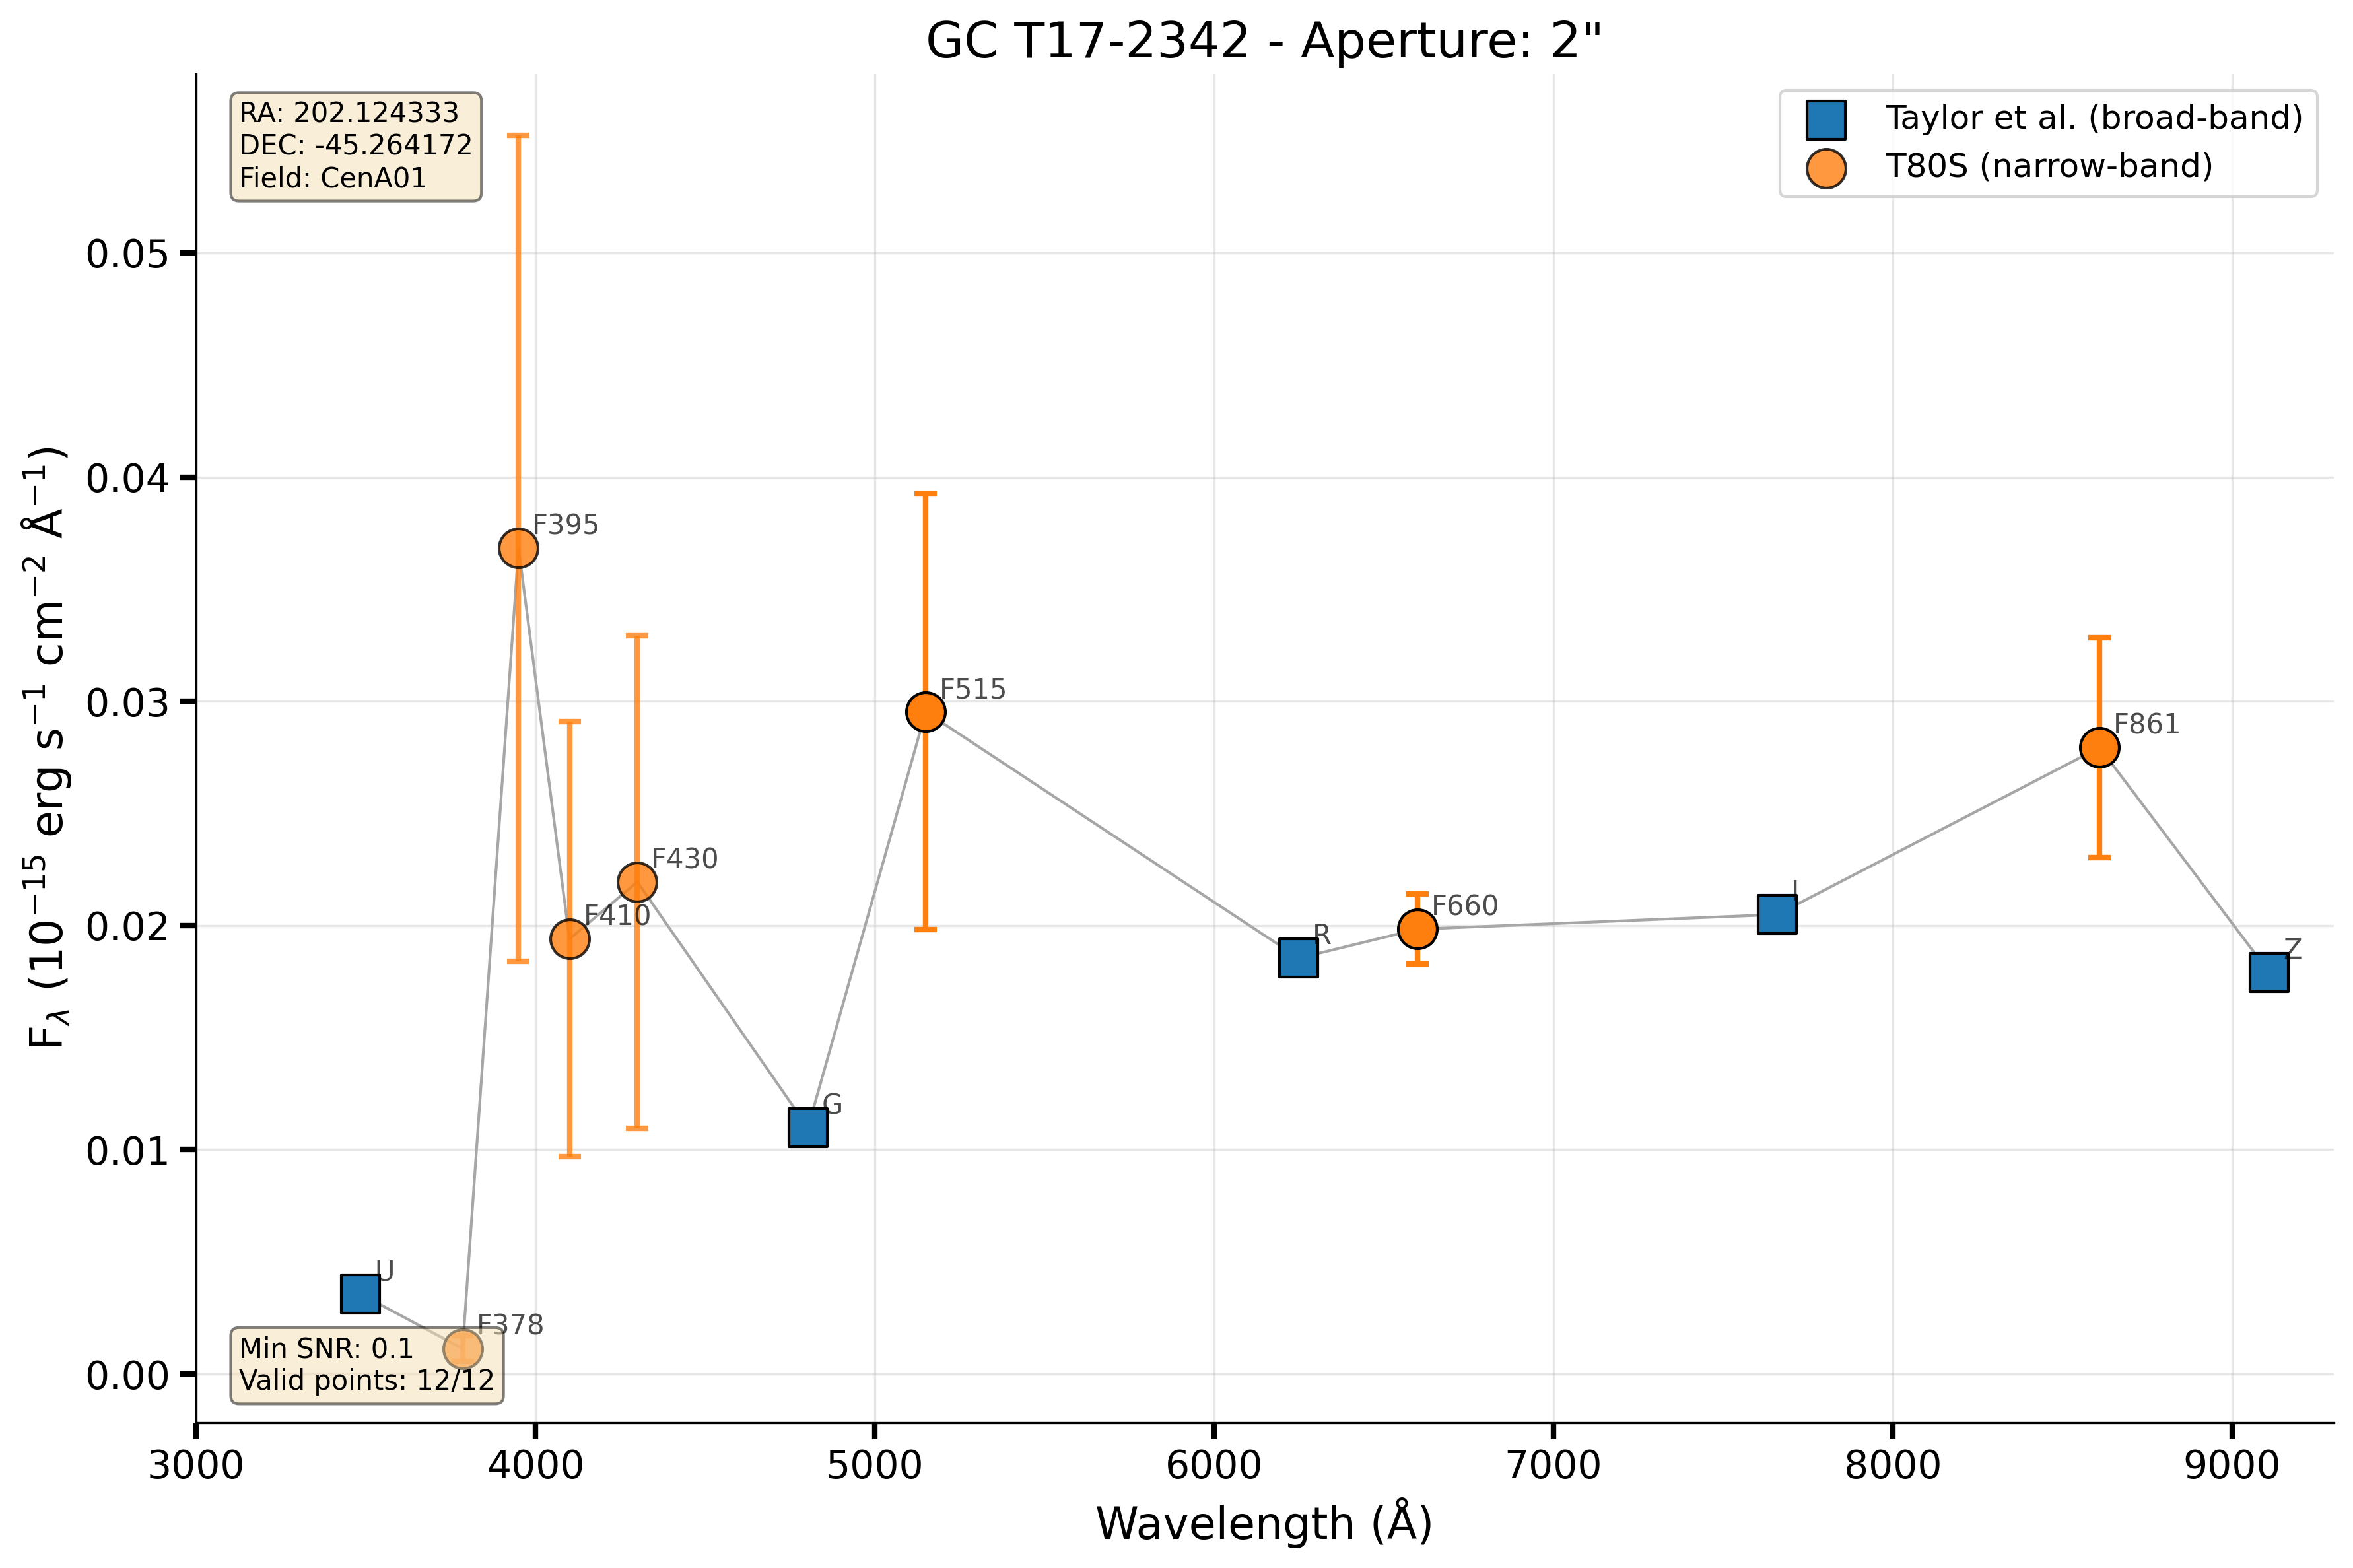 GC T17-2342 - Aperture: 2"
RA: 202.124333
DEC: -45.264172
Field: CenA01
Taylor et al. (broad-band)
T80S (narrow-band)
0.05
0.04
0.03
0.02
0.01
0.00
F_λ (10⁻¹⁵ erg s⁻¹ cm⁻² Å⁻¹)
F395
F515
F861
F430
F410
F660
I
R
Z
G
U
F378
Min SNR: 0.1
Valid points: 12/12
3000 4000 5000 6000 7000 8000 9000
Wavelength (Å)